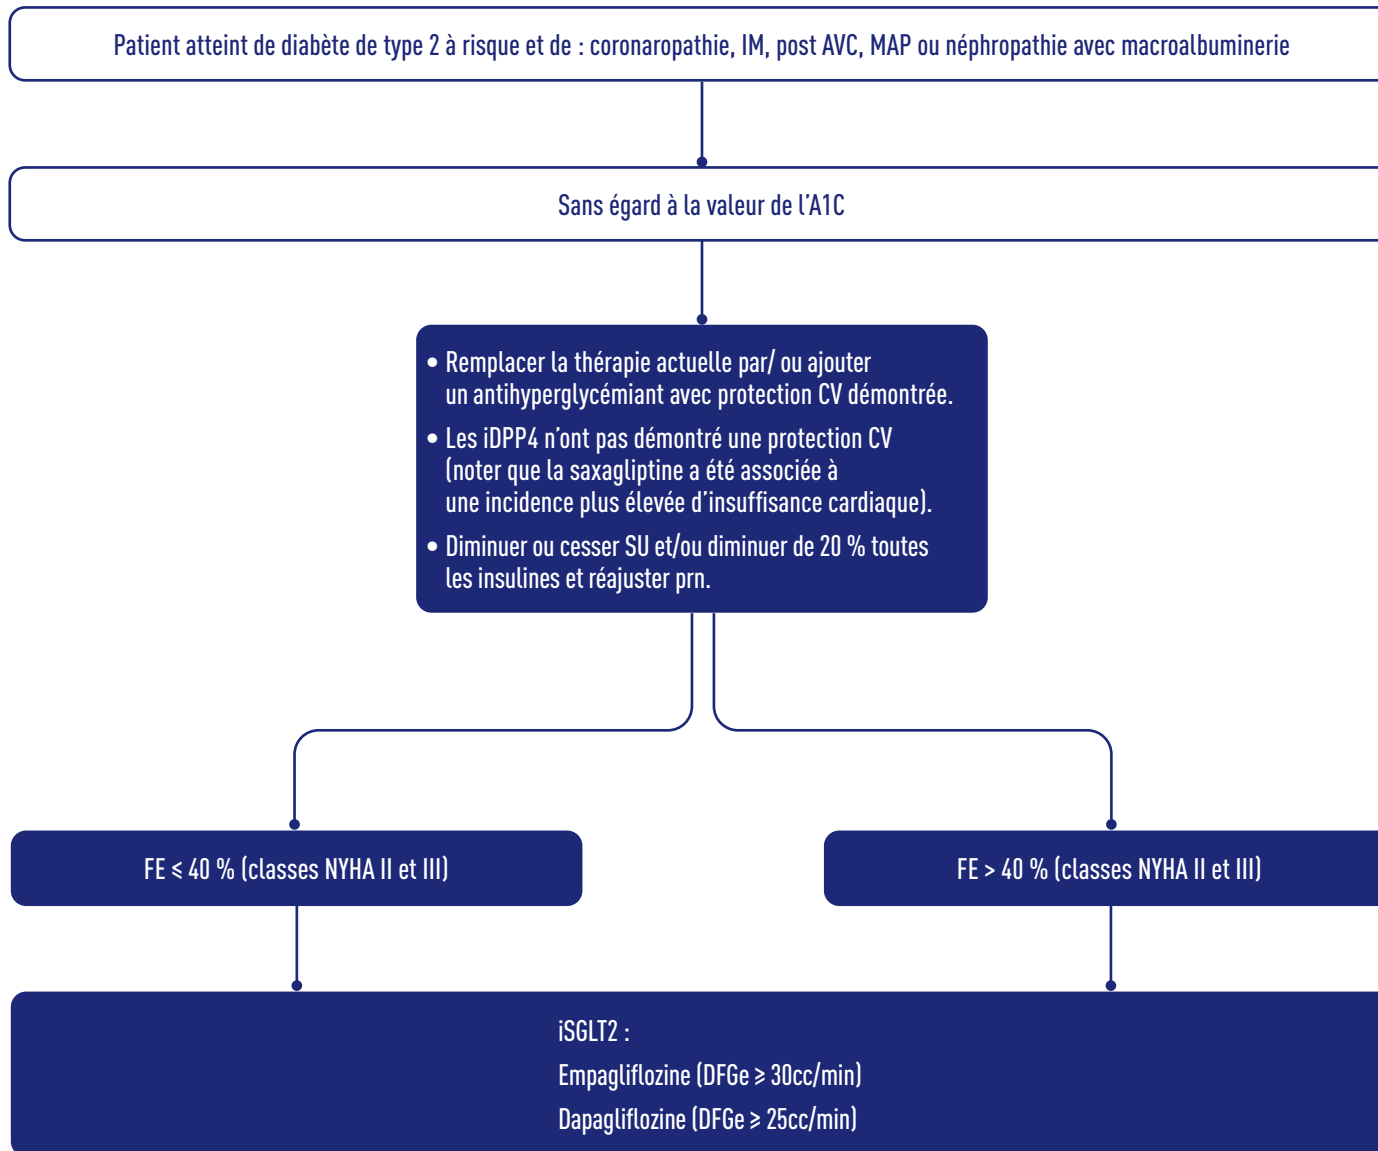 Patient atteint de diabète de type 2 à risque et de : coronaropathie, IM, post AVC, MAP ou néphropathie avec macroalbuminerie
Sans égard à la valeur de l’A1C
• Remplacer la thérapie actuelle par/ ou ajouter
un antihyperglycémiant avec protection CV démontrée.
• Les iDPP4 n’ont pas démontré une protection CV
(noter que la saxagliptine a été associée à
une incidence plus élevée d’insuffisance cardiaque).
• Diminuer ou cesser SU et/ou diminuer de 20 % toutes
les insulines et réajuster prn.
FE ≤ 40 % (classes NYHA II et III)
FE > 40 % (classes NYHA II et III)
iSGLT2 :
Empagliflozine (DFGe ≥ 30cc/min)
Dapagliflozine (DFGe ≥ 25cc/min)